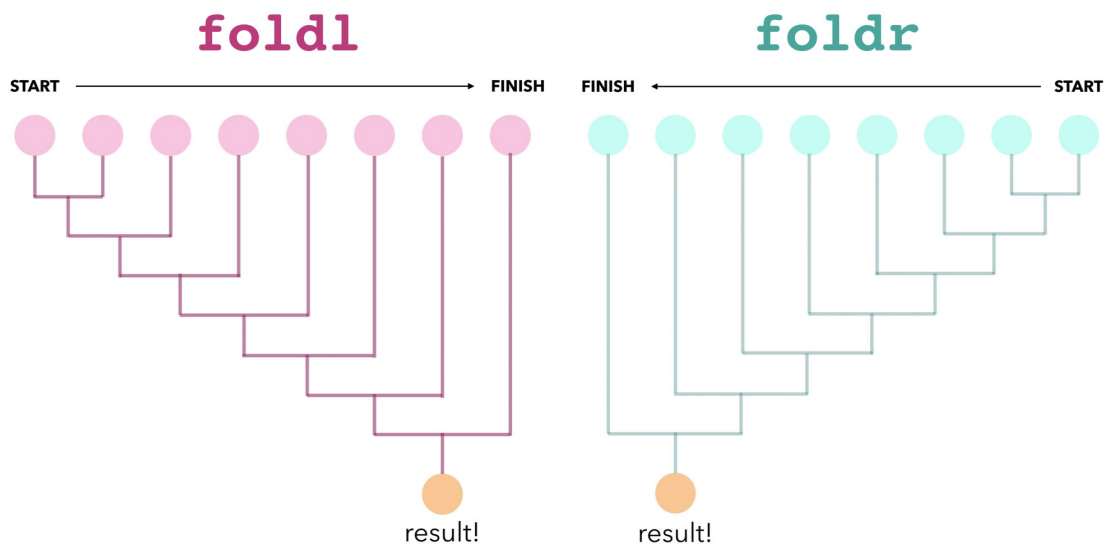 foldl
START FINISH
result!
foldr
FINISH START
result!